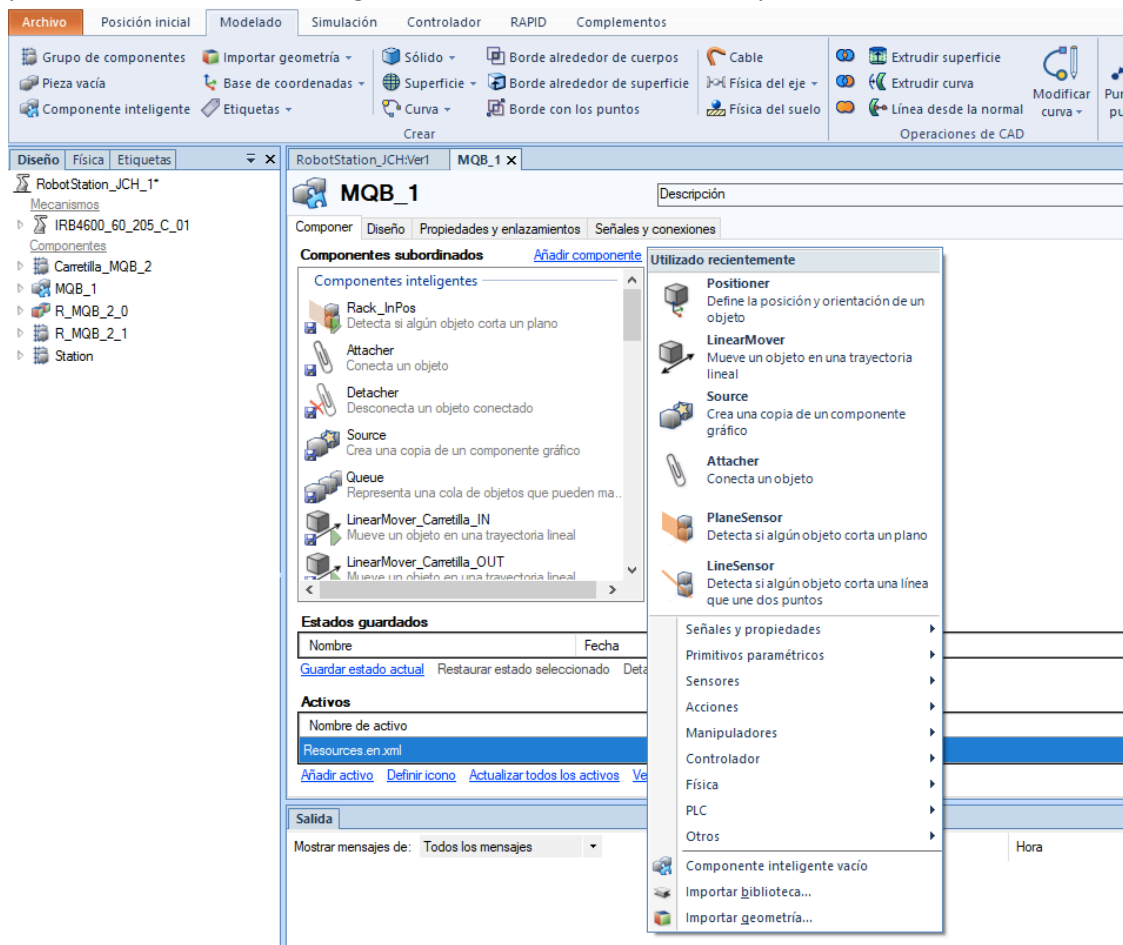 Archivo Posición inicial Modelado Simulación Controlador RAPID Complementos
Grupo de componentes Importar geometría Sólido Borde alrededor de cuerpos Cable Extrudir superficie
Pieza vacía Base de coordenadas Superficie Borde alrededor de superficie Física del eje Extrudir curva Modificar
Componente inteligente Etiquetas Curva Borde con los puntos Física del suelo Línea desde la normal curva
Crear Operaciones de CAD
Diseño Física Etiquetas
RobotStation_JCH_1*
Mecanismos
IRB4600_60_205_C_01
Componentes
Carretilla_MQB_2
MQB_1
R_MQB_2_0
R_MQB_2_1
Station
RobotStation_JCH:Ver1 MQB_1 X
MQB_1 Descripción
Componer Diseño Propiedades y enlazamientos Señales y conexiones
Componentes subordinados Añadir componente
Componentes inteligentes
Rack_InPos
Detecta si algún objeto corta un plano
Attacher
Conecta un objeto
Detacher
Desconecta un objeto conectado
Source
Crea una copia de un componente gráfico
Queue
Representa una cola de objetos que pueden ma..
LinearMover_Carretilla_IN
Mueve un objeto en una trayectoria lineal
LinearMover_Carretilla_OUT
Mueve un objeto en una trayectoria lineal
Estados guardados
Nombre Fecha
Guardar estado actual Restaurar estado seleccionado Deta
Activos
Nombre de activo
Resources.en.xml
Añadir activo Definir icono Actualizar todos los activos Ve
Utilizado recientemente
Positioner
Define la posición y orientación de un
objeto
LinearMover
Mueve un objeto en una trayectoria
lineal
Source
Crea una copia de un componente
gráfico
Attacher
Conecta un objeto
PlaneSensor
Detecta si algún objeto corta un plano
LineSensor
Detecta si algún objeto corta una línea
que une dos puntos
Señales y propiedades
Primitivos paramétricos
Sensores
Acciones
Manipuladores
Controlador
Física
PLC
Otros
Componente inteligente vacío
Importar biblioteca...
Importar geometría...
Salida
Mostrar mensajes de: Todos los mensajes Hora